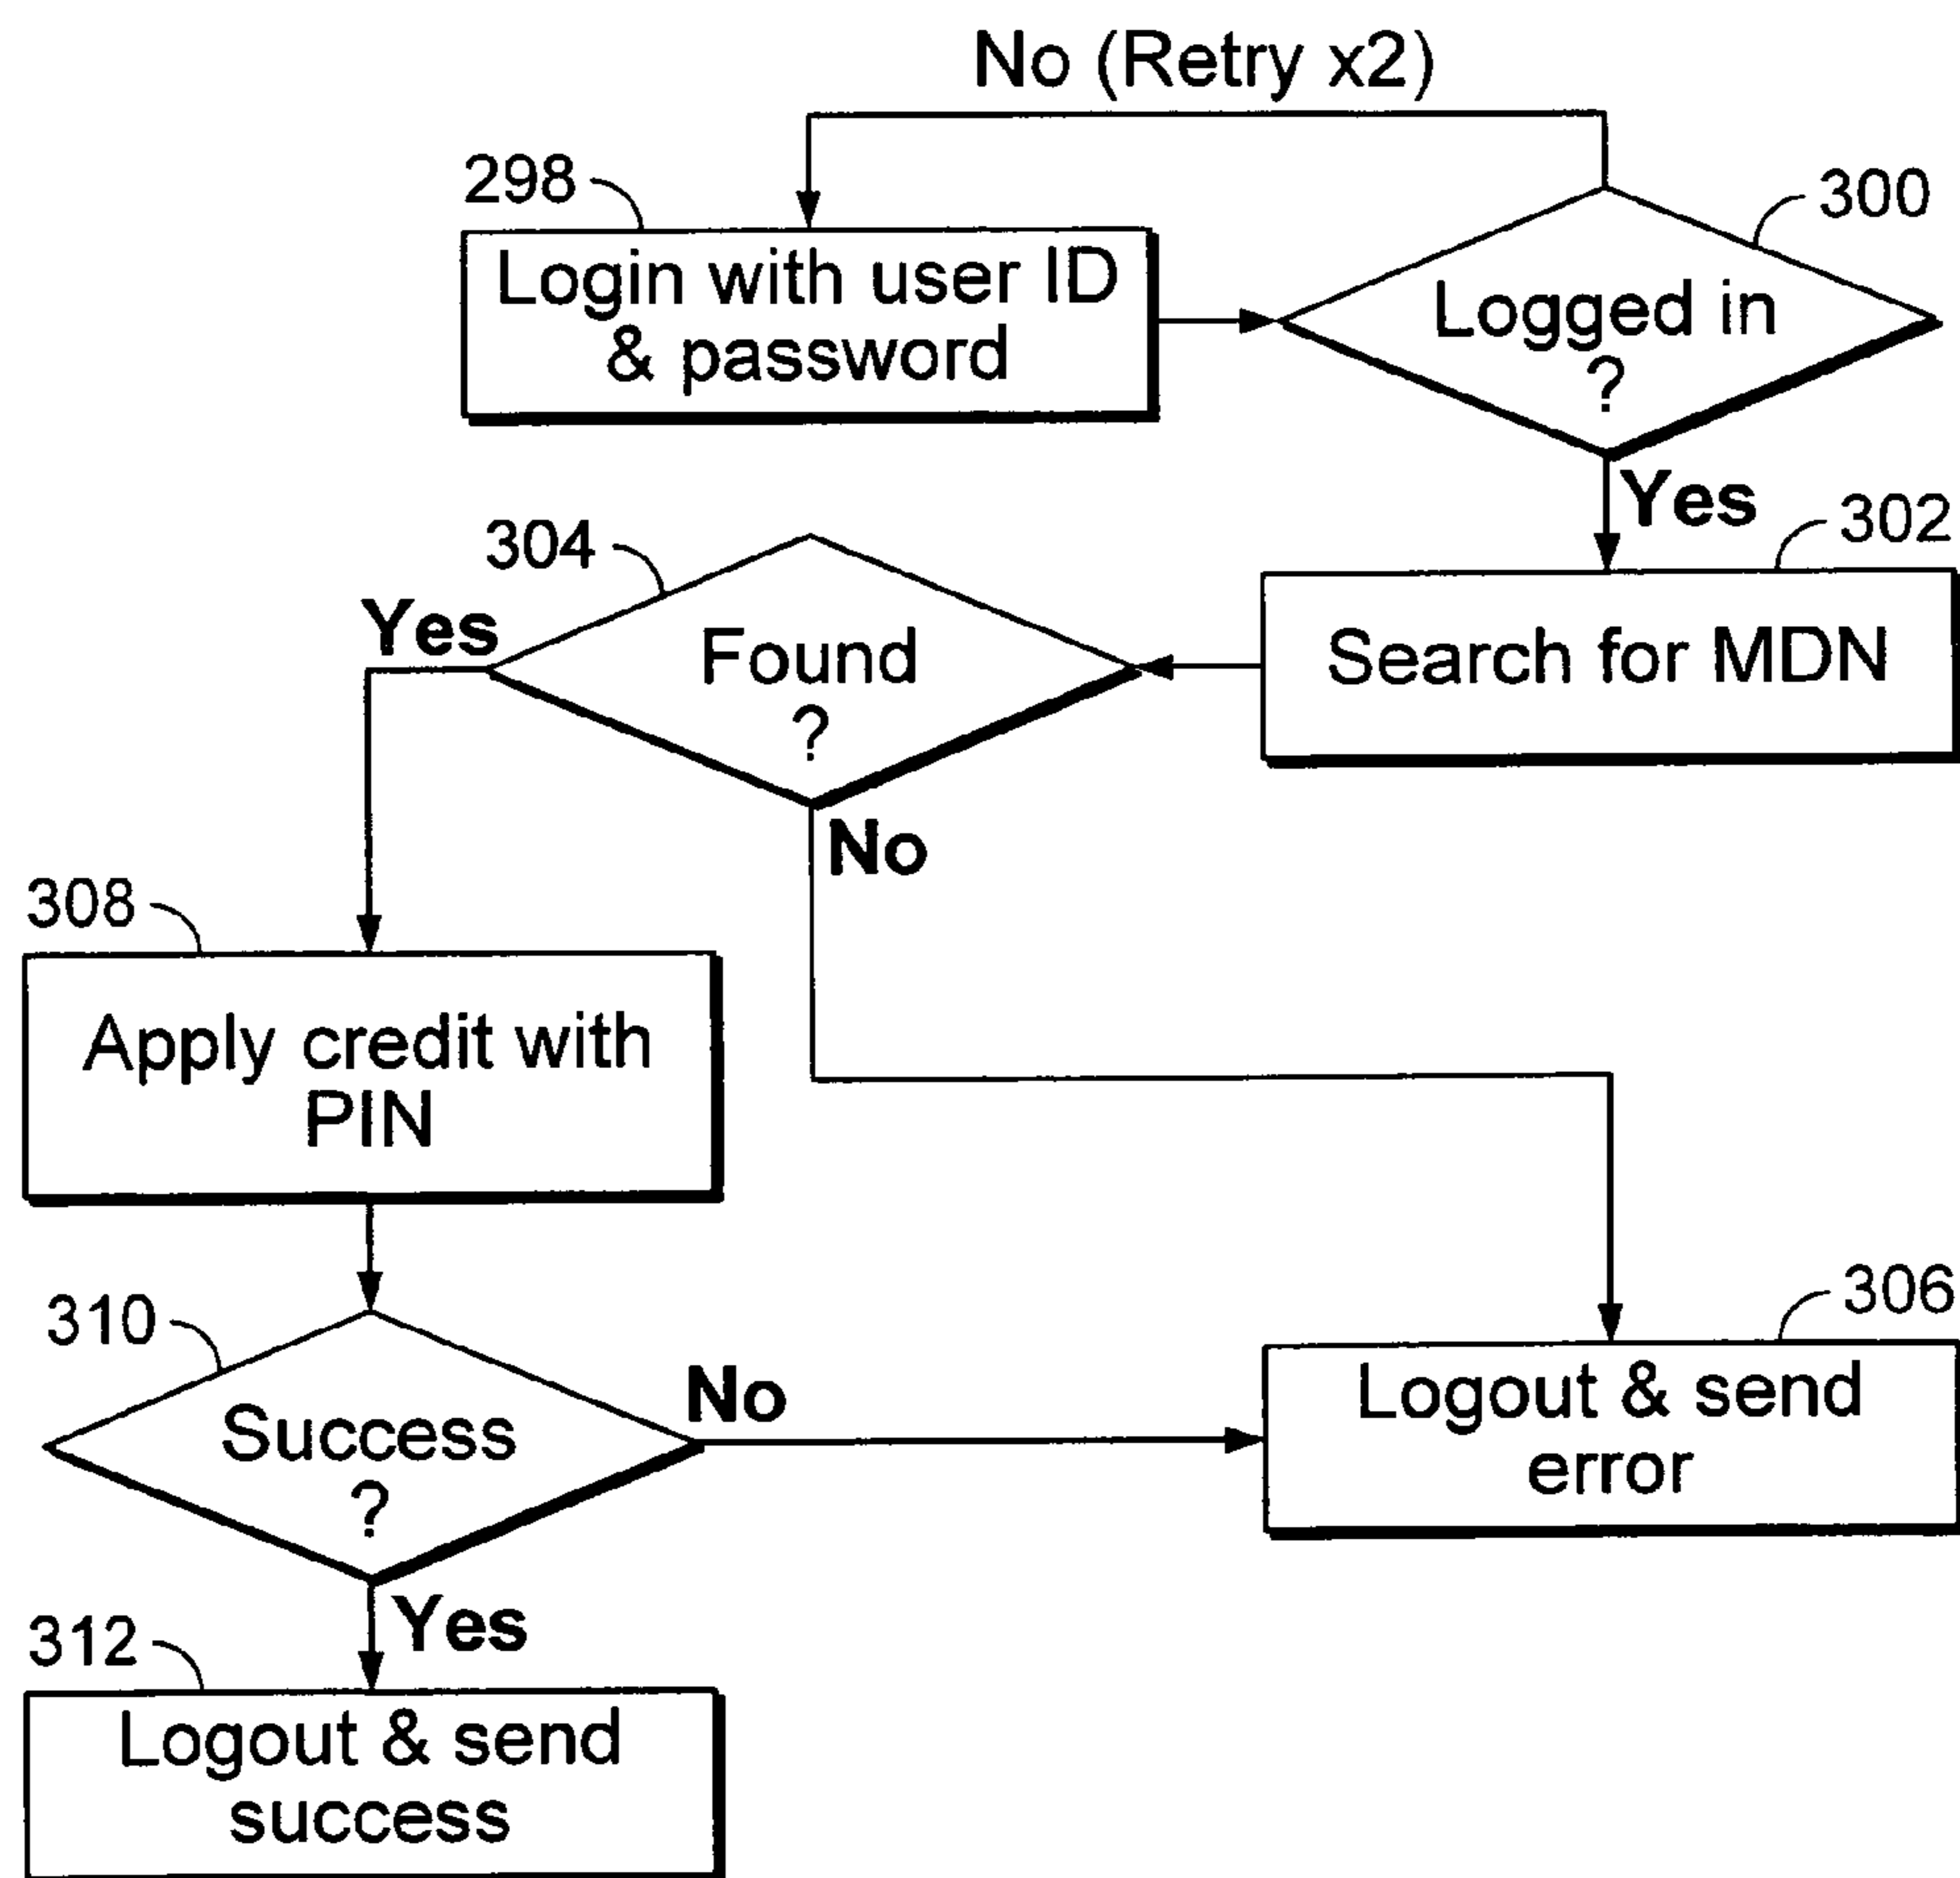 No (Retry x2)
298
300
Login with user ID
& password
Logged in
?
Yes
302
304
Yes
Found
?
Search for MDN
No
308
Apply credit with
PIN
306
310
No
Success
?
Logout & send
error
Yes
312
Logout & send
success